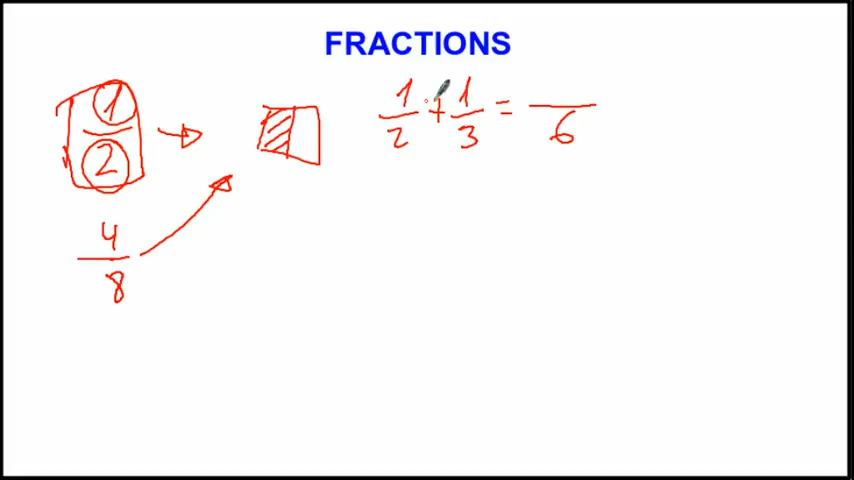 FRACTIONS
1/2
1/2 + 1/3 = /6
4/8